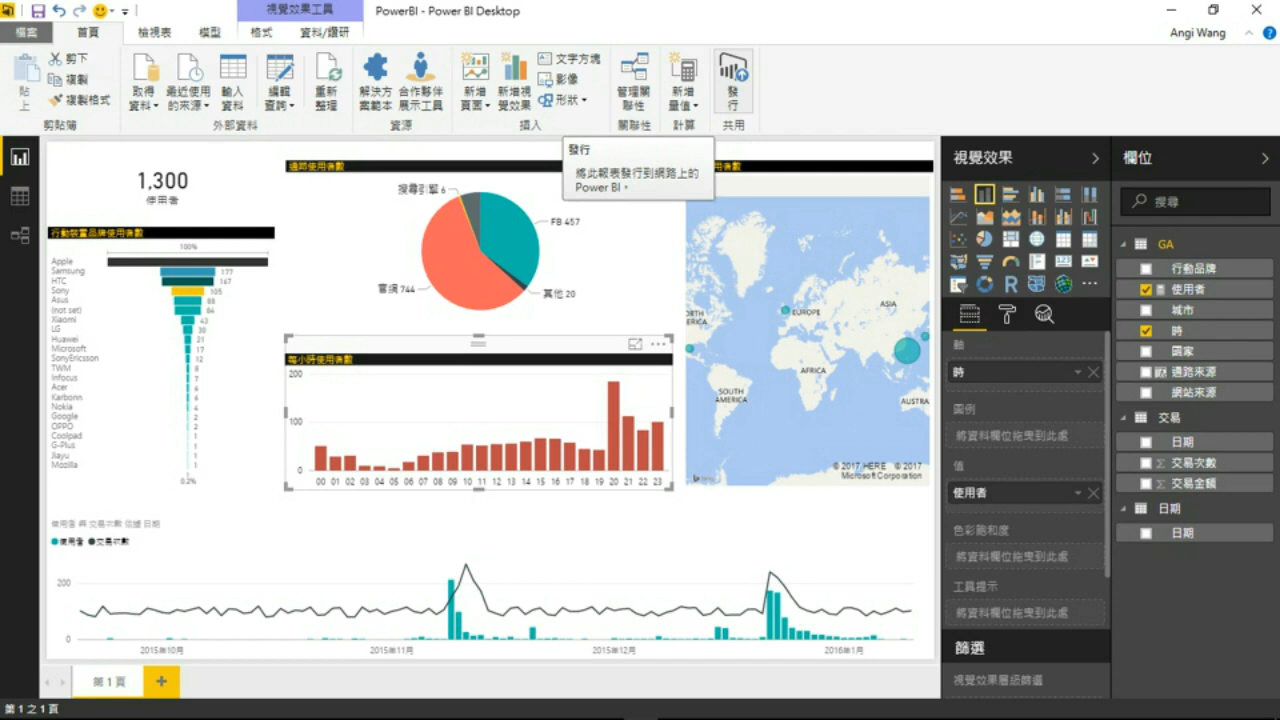 視覺效果工具
PowerBI - Power BI Desktop
檔案
首頁
檢視表
模型
格式
資料/鑽研
Angi Wang
貼上
剪下
複製
複製格式
剪貼簿
取得資料
最近使用的來源
輸入資料
編輯查詢
外部資料
重新整理
解決方案範本
合作夥伴展示工具
資源
新增頁面
新增視覺效果
文字方塊
影像
形狀
插入
管理關聯性
關聯性
新增量值
計算
發行
共用
發行
將此報表發行到網路上的
Power BI。
1,300
使用者
行動裝置品牌使用者數
100%
Apple
Samsung 177
HTC 167
Sony 105
Asus 88
(not set) 84
Xiaomi 43
LG 30
Huawei 21
Microsoft 17
SonyEricsson 12
TWM 8
Infocus 7
Acer 6
Karbonn 6
Nokia 4
Google 2
OPPO 2
Coolpad 1
G-Plus 1
Jiayu 1
Mozilla 1
0.2%
通路使用者數
搜尋引擎 6
FB 457
官網 744
其他 20
每小時使用者數
200
100
0
00 01 02 03 04 05 06 07 08 09 10 11 12 13 14 15 16 17 18 19 20 21 22 23
用者數
ASIA
EUROPE
RTH
ERICA
AFRICA
SOUTH
AMERICA
AUSTRA
© 2017 HERE © 2017
Microsoft Corporation
使用者 與 交易次數 依據 日期
使用者 交易次數
200
0
2015年10月 2015年11月 2015年12月 2016年1月
第 1 頁
第 1 之 1 頁
視覺效果
軸
時
圖例
將資料欄位拖曳到此處
值
使用者
色彩飽和度
將資料欄位拖曳到此處
工具提示
將資料欄位拖曳到此處
篩選
視覺效果層級篩選
欄位
搜尋
GA
行動品牌
使用者
城市
時
國家
通路來源
網站來源
交易
日期
交易次數
交易金額
日期
日期